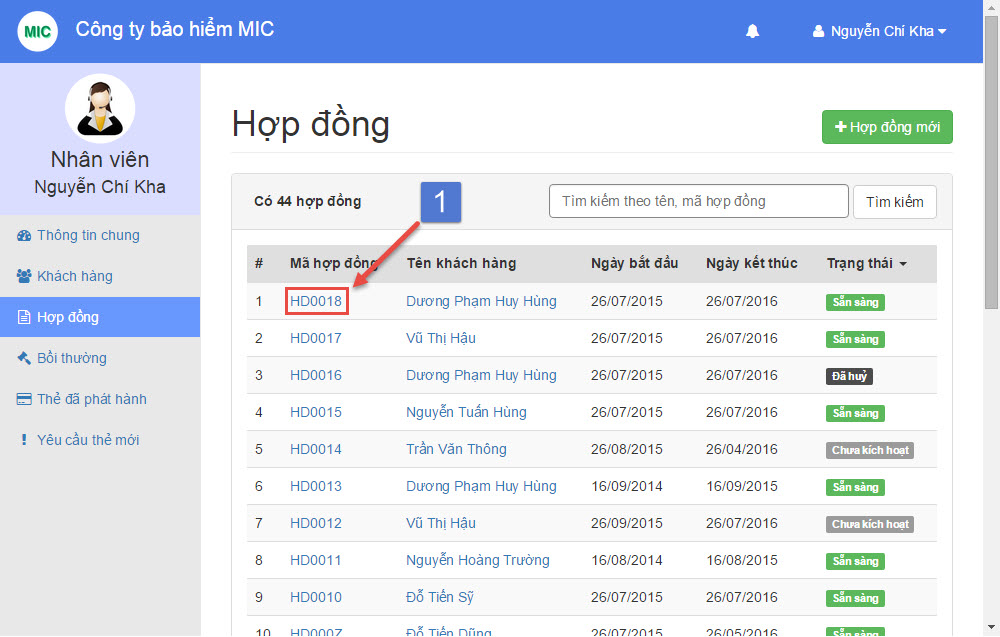 MIC Công ty bảo hiểm MIC Nguyễn Chí Kha
Nhân viên
Nguyễn Chí Kha
Thông tin chung
Khách hàng
Hợp đồng
Bồi thường
Thẻ đã phát hành
Yêu cầu thẻ mới
Hợp đồng
Hợp đồng mới
Có 44 hợp đồng 1 Tìm kiếm theo tên, mã hợp đồng Tìm kiếm
# Mã hợp đồng Tên khách hàng Ngày bắt đầu Ngày kết thúc Trạng thái
1 HD0018 Dương Phạm Huy Hùng 26/07/2015 26/07/2016 Sẵn sàng
2 HD0017 Vũ Thị Hậu 26/07/2015 26/07/2016 Sẵn sàng
3 HD0016 Dương Phạm Huy Hùng 26/07/2015 26/07/2016 Đã huỷ
4 HD0015 Nguyễn Tuấn Hùng 26/07/2015 26/07/2016 Sẵn sàng
5 HD0014 Trần Văn Thông 26/08/2015 26/04/2016 Chưa kích hoạt
6 HD0013 Dương Phạm Huy Hùng 16/09/2014 16/09/2015 Sẵn sàng
7 HD0012 Vũ Thị Hậu 26/09/2015 26/07/2016 Chưa kích hoạt
8 HD0011 Nguyễn Hoàng Trường 16/08/2014 16/08/2015 Sẵn sàng
9 HD0010 Đỗ Tiến Sỹ 26/07/2015 26/07/2016 Sẵn sàng
10 Đỗ Tiến Dũng 26/07/2015 26/05/2016 Sẵn sàng